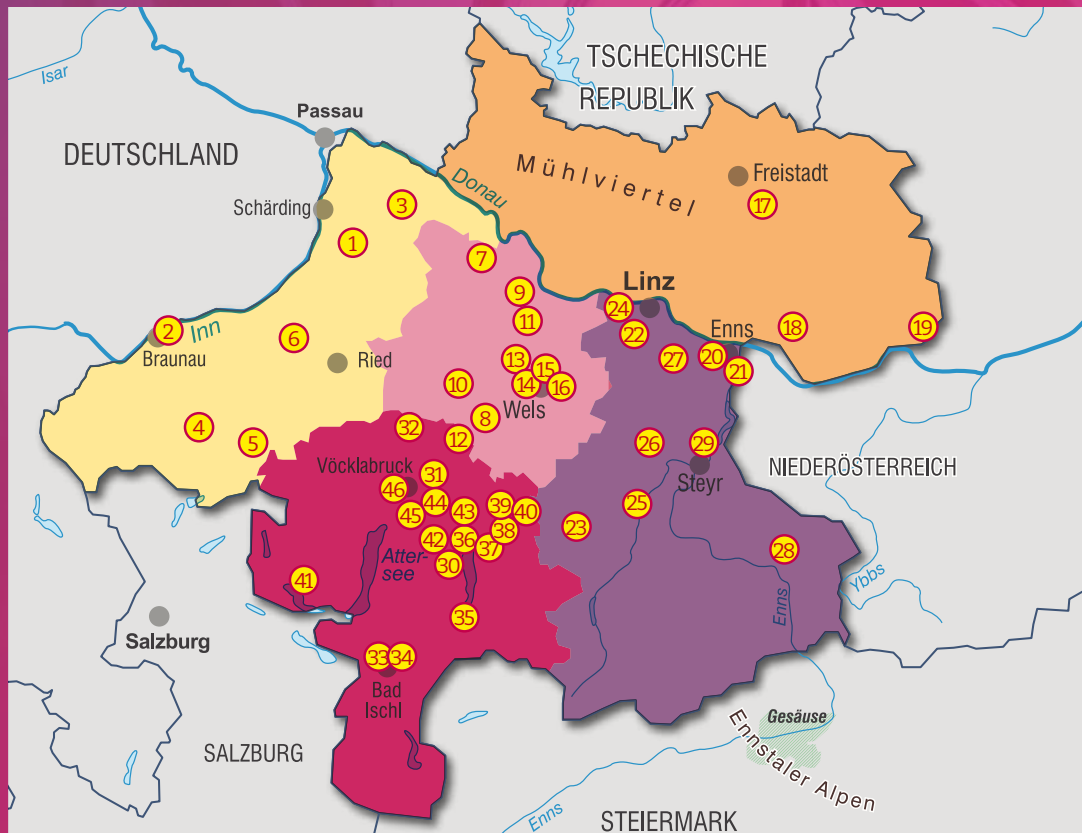 TSCHECHISCHE
REPUBLIK
Isar
Passau
DEUTSCHLAND
Mühlviertel
Donau
Freistadt
Schärding
3
17
1
7
9
Linz
24
11
18
19
2
Inn
6
22
Enns
Braunau
Ried
13
15
27
20
21
10
14
16
Wels
4
32
8
5
12
26
29
NIEDERÖSTERREICH
Vöcklabruck
31
Steyr
46
44
39
25
45
43
40
23
38
42
36
37
28
Atter-
see
30
41
Ybbs
Enns
35
Salzburg
33
34
Bad
Ischl
Gesäuse
Ennstaler Alpen
SALZBURG
Enns
STEIERMARK